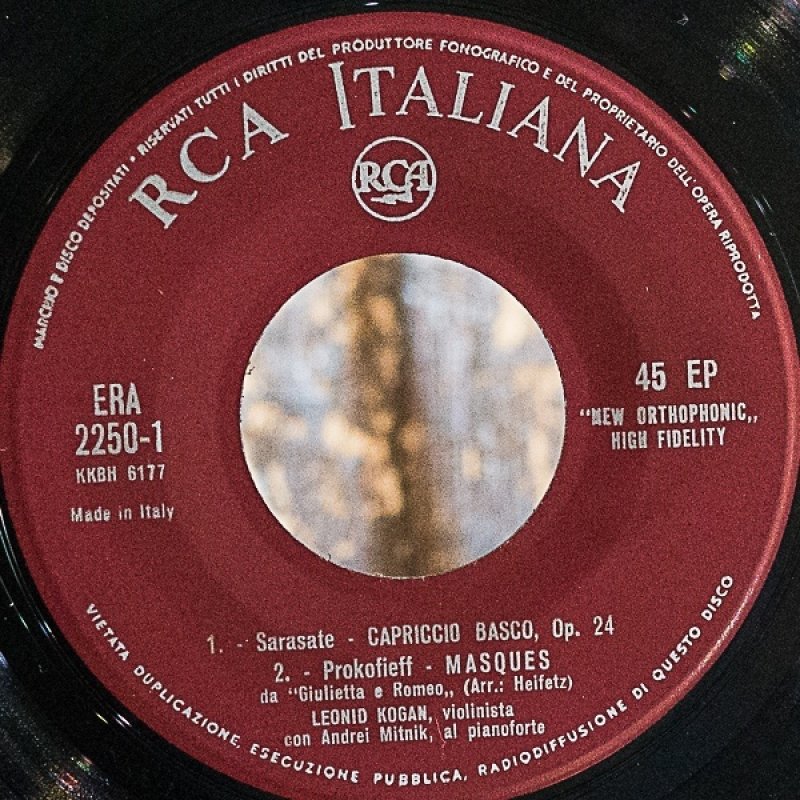 MARCHIO E DISCO DEPOSITATI • RISERVATI TUTTI I DIRITTI DEL PRODUTTORE FONOGRAFICO E DEL PROPRIETARIO DELL'OPERA RIPRODOTTA
RCA ITALIANA
RCA
ERA
2250-1
KKBH 6177
Made in Italy
45 EP
"NEW ORTHOPHONIC„
HIGH FIDELITY
1. - Sarasate - CAPRICCIO BASCO, Op. 24
2. - Prokofieff - MASQUES
da "Giulietta e Romeo„ (Arr.: Heifetz)
LEONID KOGAN, violinista
con Andrei Mitnik, al pianoforte
VIETATA DUPLICAZIONE, ESECUZIONE PUBBLICA, RADIODIFFUSIONE DI QUESTO DISCO